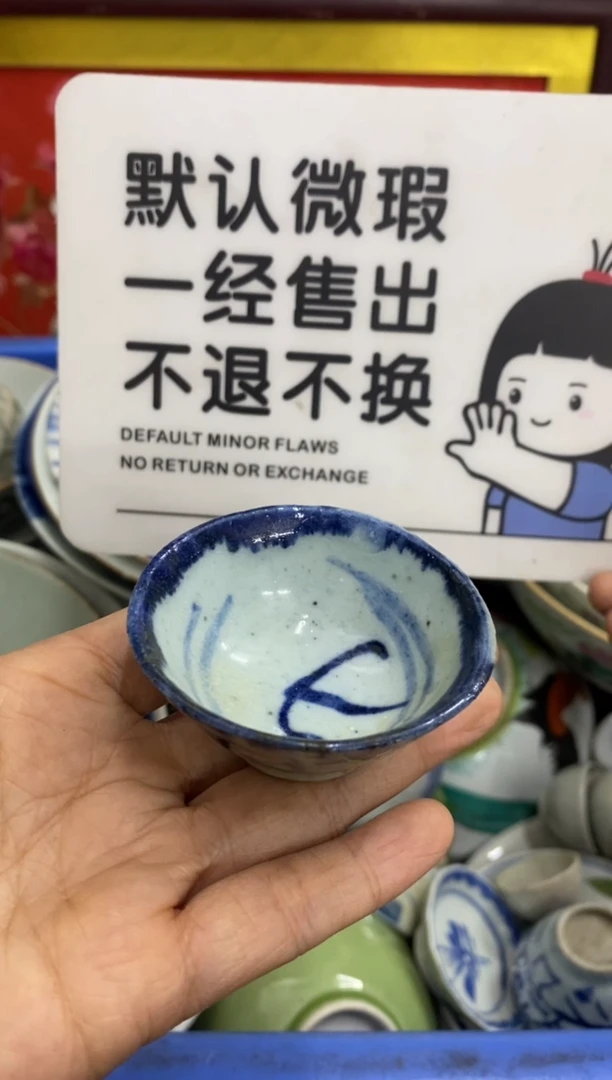 默认微瑕
一经售出
不退不换
DEFAULT MINOR FLAWS
NO RETURN OR EXCHANGE